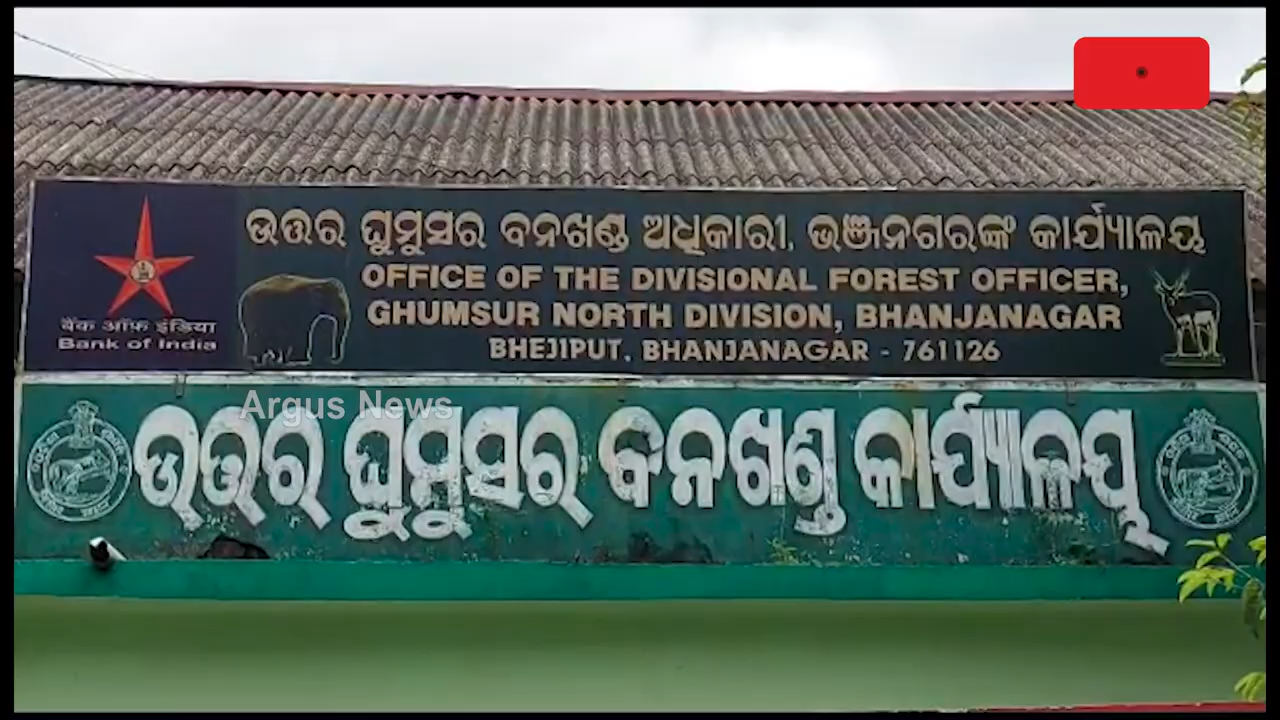 ଉତ୍ତର ଘୁମୁସର ବନଖଣ୍ଡ ଅଧିକାରୀ, ଭଞ୍ଜନଗରଙ୍କ କାର୍ଯ୍ୟାଳୟ
OFFICE OF THE DIVISIONAL FOREST OFFICER,
GHUMSUR NORTH DIVISION, BHANJANAGAR
BHEJIPUT, BHANJANAGAR - 761126
बैंक ऑफ़ इंडिया
Bank of India
Argus News
ଉତ୍ତର ଘୁମୁସର ବନଖଣ୍ଡ କାର୍ଯ୍ୟାଳୟ